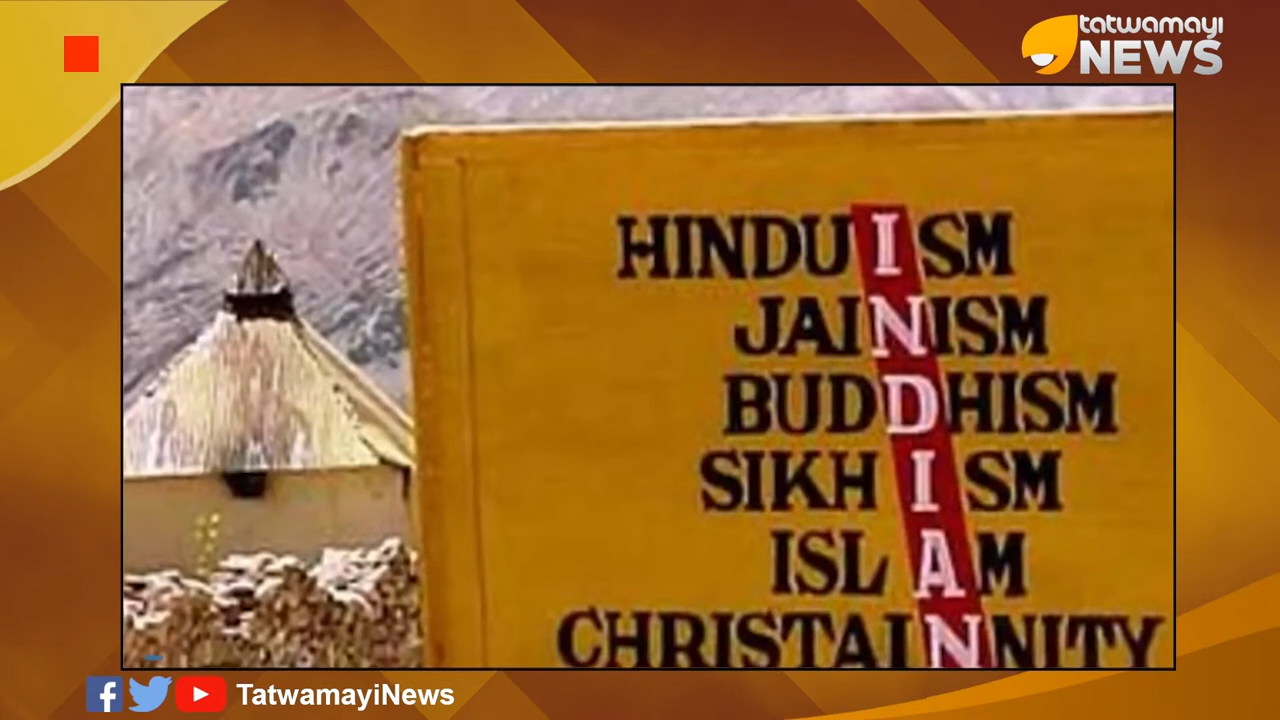 tatwamayi
NEWS
HINDUISM
JAINISM
BUDDHISM
SIKHISM
ISLAM
CHRISTAINNITY
TatwamayiNews